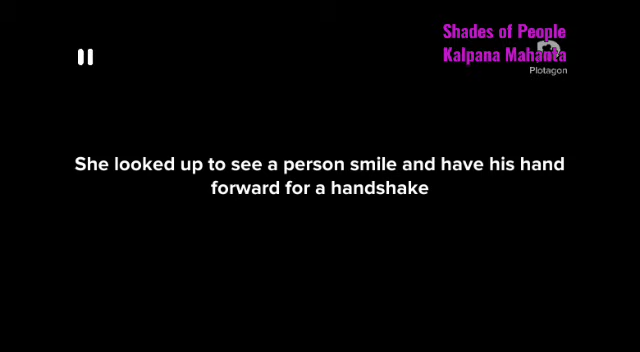 Shades of People
Kalpana Mahanta
Plotagon
She looked up to see a person smile and have his hand
forward for a handshake